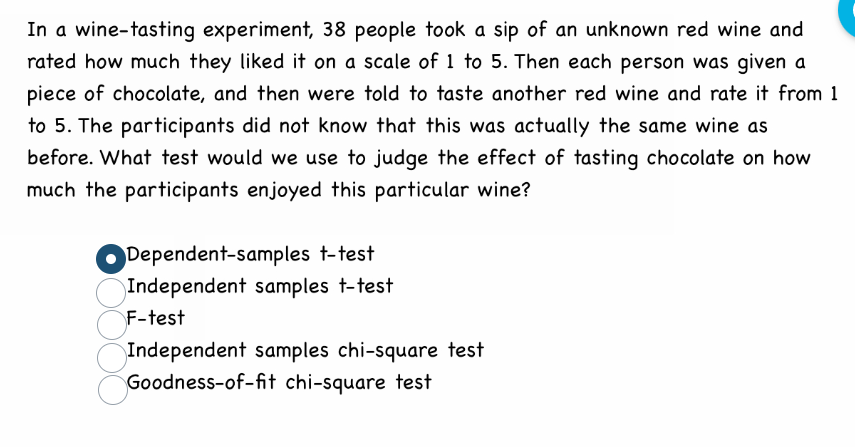 In a wine-tasting experiment, 38 people took a sip of an unknown red wine and
rated how much they liked it on a scale of 1 to 5. Then each person was given a
piece of chocolate, and then were told to taste another red wine and rate it from 1
to 5. The participants did not know that this was actually the same wine as
before. What test would we use to judge the effect of tasting chocolate on how
much the participants enjoyed this particular wine?
Dependent-samples t-test
Independent samples t-test
F-test
Independent samples chi-square test
Goodness-of-fit chi-square test